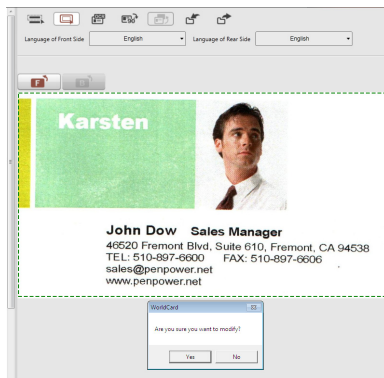 Language of Front Side English Language of Rear Side English
F
Karsten
John Dow Sales Manager
46520 Fremont Blvd, Suite 610, Fremont, CA 94538
TEL: 510-897-6600 FAX: 510-897-6606
sales@penpower.net
www.penpower.net
WorldCard
Are you sure you want to modify?
Yes No